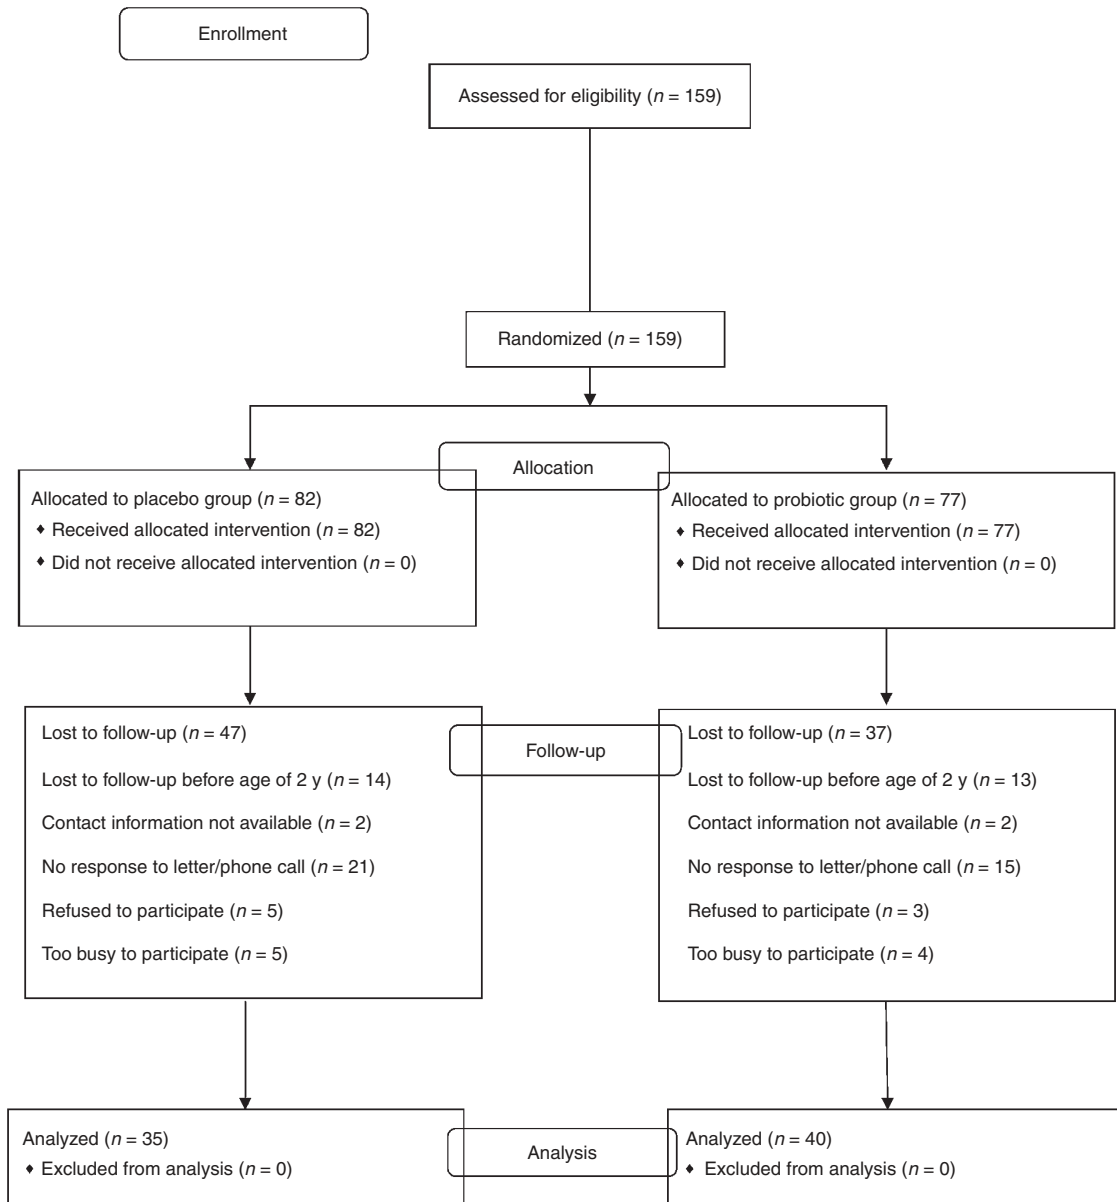 Enrollment
Assessed for eligibility (n = 159)
Randomized (n = 159)
Allocation
Allocated to placebo group (n = 82)
♦ Received allocated intervention (n = 82)
♦ Did not receive allocated intervention (n = 0)
Allocated to probiotic group (n = 77)
♦ Received allocated intervention (n = 77)
♦ Did not receive allocated intervention (n = 0)
Follow-up
Lost to follow-up (n = 47)
Lost to follow-up before age of 2 y (n = 14)
Contact information not available (n = 2)
No response to letter/phone call (n = 21)
Refused to participate (n = 5)
Too busy to participate (n = 5)
Lost to follow-up (n = 37)
Lost to follow-up before age of 2 y (n = 13)
Contact information not available (n = 2)
No response to letter/phone call (n = 15)
Refused to participate (n = 3)
Too busy to participate (n = 4)
Analysis
Analyzed (n = 35)
♦ Excluded from analysis (n = 0)
Analyzed (n = 40)
♦ Excluded from analysis (n = 0)